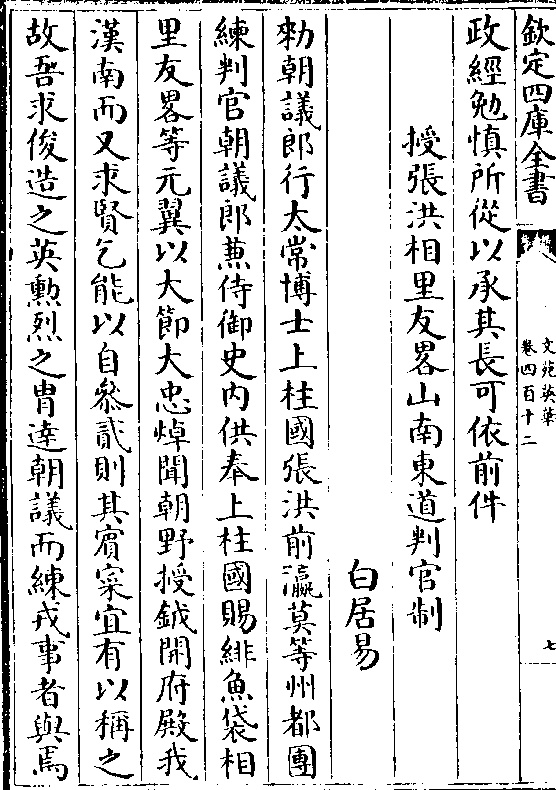 欽定四庫全書
文苑英華
卷四百十二
七
政經勉慎所從以承其長可依前件
授張洪相里友畧山南東道判官制
白居易
勑朝議郎行太常博士上柱國張洪前瀛莫等州都團
練判官朝議郎蕪侍御史內供奉上柱國賜緋魚袋相
里友畧等元翼以大節大忠焯聞朝野授鉞開府殿我
漢南而又求賢乞能以自叅貳則其賔寀宜有以稱之
故吾求俊造之英勲烈之胄達朝議而練戎事者與焉